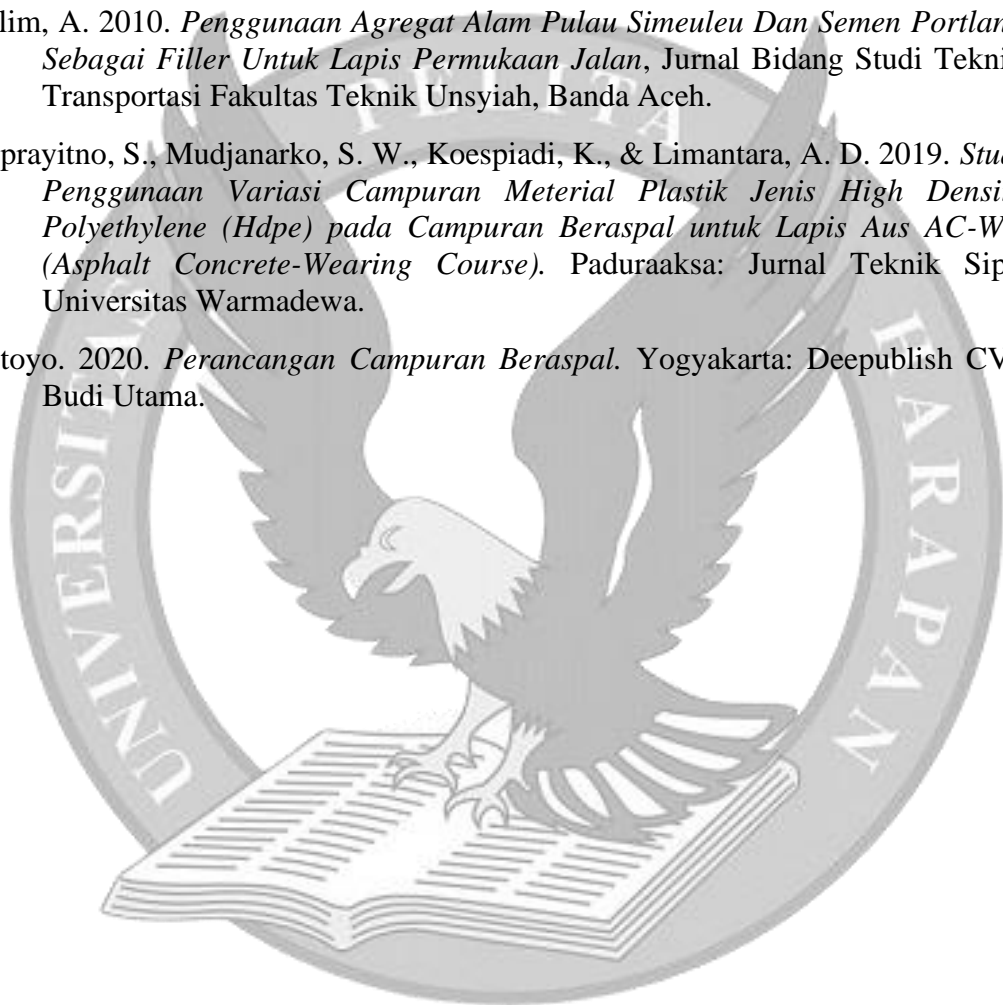 lim, A. 2010. Penggunaan Agregat Alam Pulau Simeuleu Dan Semen Portlan
Sebagai Filler Untuk Lapis Permukaan Jalan, Jurnal Bidang Studi Tekni
Transportasi Fakultas Teknik Unsyiah, Banda Aceh.
prayitno, S., Mudjanarko, S. W., Koespiadi, K., & Limantara, A. D. 2019. Stud
Penggunaan Variasi Campuran Meterial Plastik Jenis High Densi
Polyethylene (Hdpe) pada Campuran Beraspal untuk Lapis Aus AC-W
(Asphalt Concrete-Wearing Course). Paduraaksa: Jurnal Teknik Sip
Universitas Warmadewa.
toyo. 2020. Perancangan Campuran Beraspal. Yogyakarta: Deepublish CV
Budi Utama.
UNIVERSITAS PELITA HARAPAN